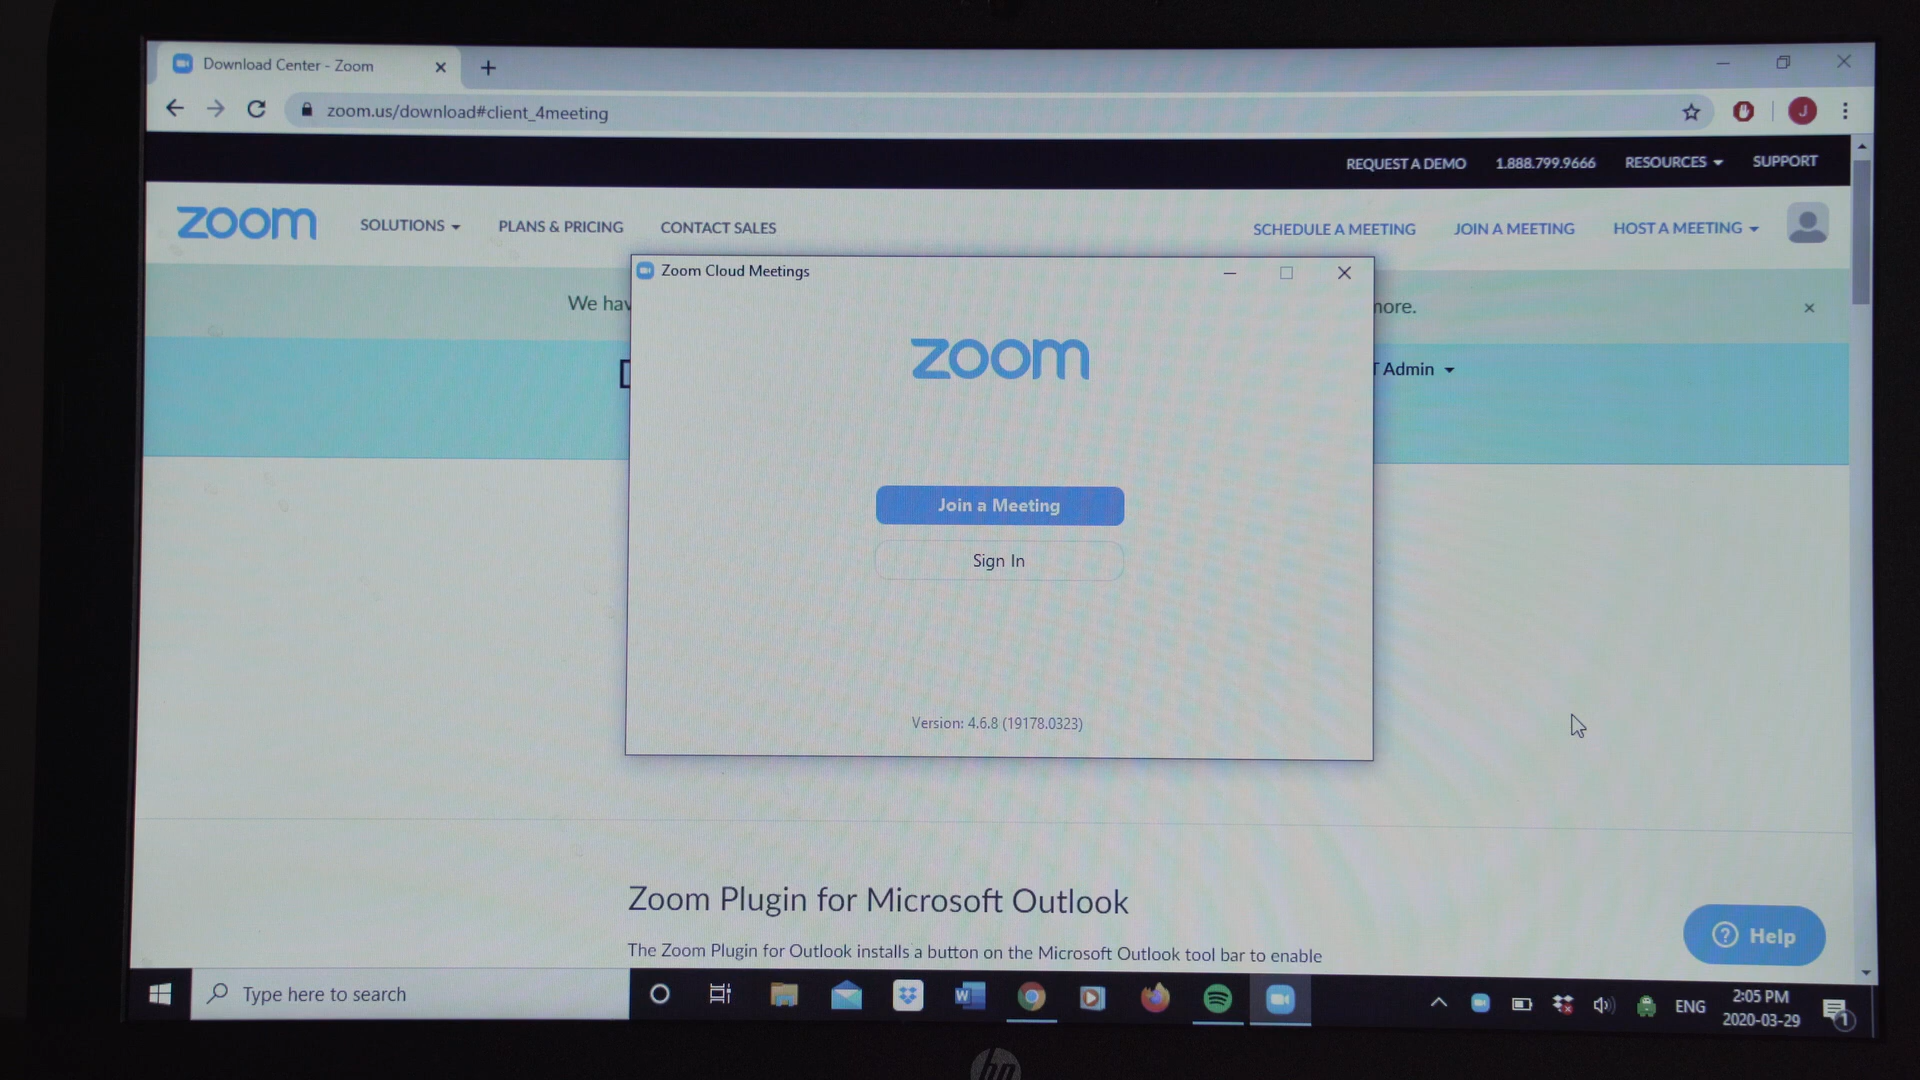 Download Center - Zoom
zoom.us/download#client_4meeting
J
REQUEST A DEMO 1.888.799.9666 RESOURCES SUPPORT
zoom SOLUTIONS PLANS & PRICING CONTACT SALES SCHEDULE A MEETING JOIN A MEETING HOST A MEETING
Zoom Cloud Meetings
We more.
Admin
zoom
Join a Meeting
Sign In
Version: 4.6.8 (19178.0323)
Zoom Plugin for Microsoft Outlook
The Zoom Plugin for Outlook installs a button on the Microsoft Outlook tool bar to enable
Help
Type here to search
W
ENG
2:05 PM
2020-03-29
1
hp